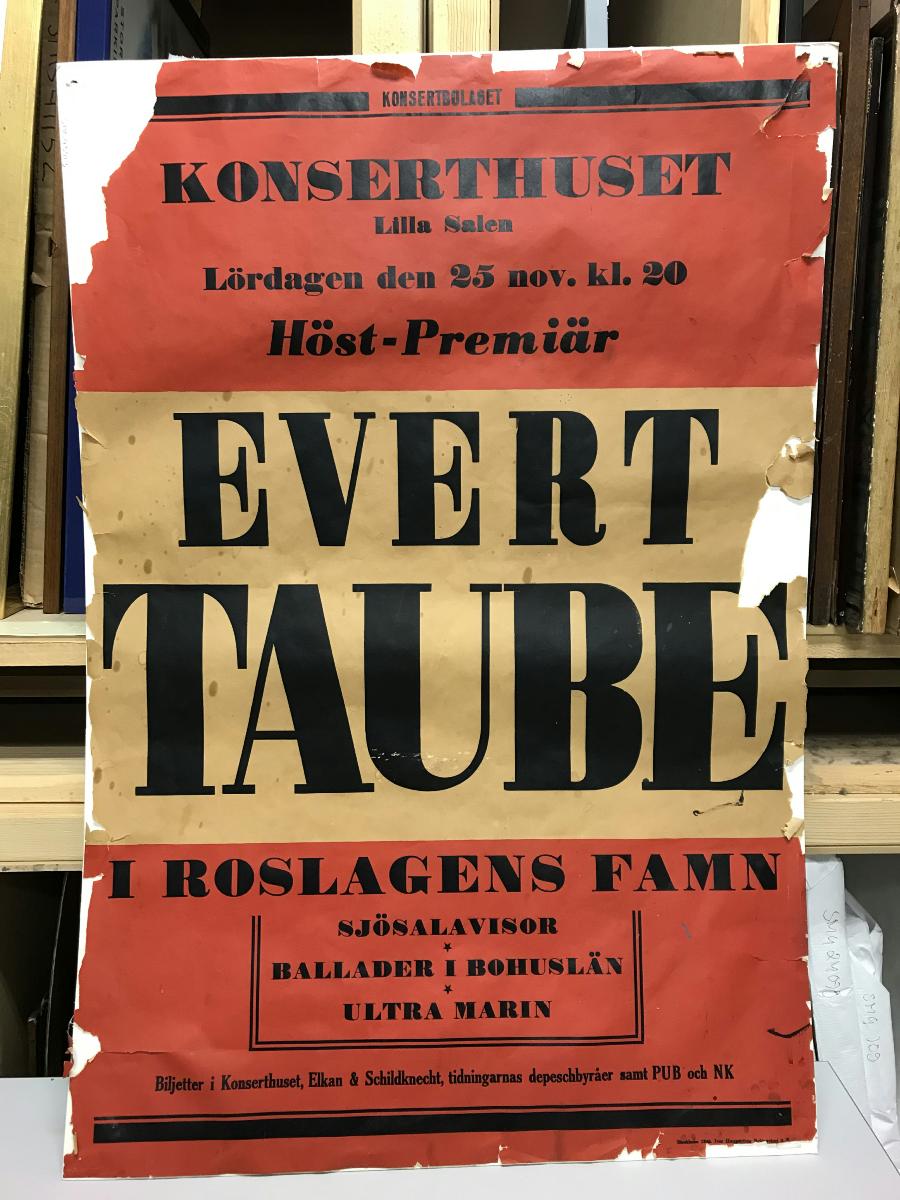 KONSERTBOLAGET
KONSERTHUSET
Lilla Salen
Lördagen den 25 nov. kl. 20
Höst-Premiär
EVERT
TAUBE
I ROSLAGENS FAMN
SJÖSALAVISOR
BALLADER I BOHUSLÄN
ULTRA MARIN
Biljetter i Konserthuset, Elkan & Schildknecht, tidningarnas depeschbyråer samt PUB och NK